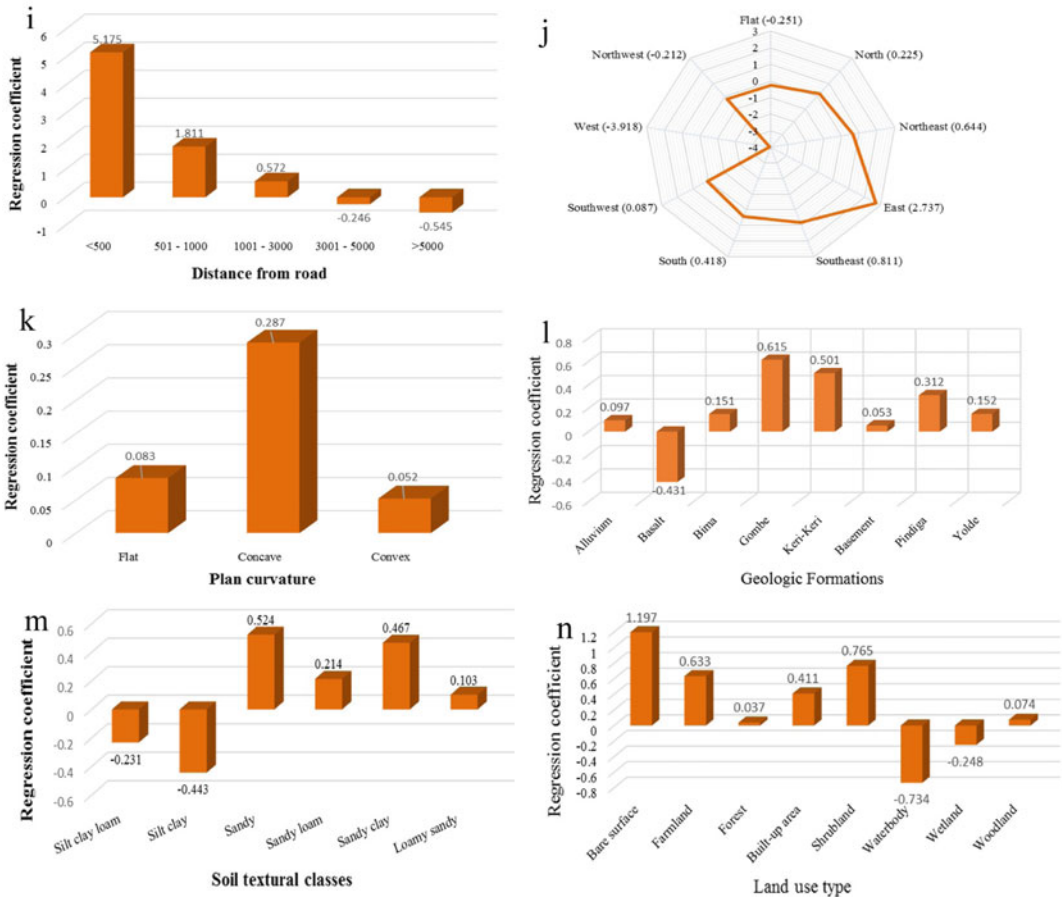 i
Regression coefficient
6
5
4
3
2
1
0
-1
5.175
1.811
0.572
-0.246
-0.545
<500
501 - 1000
1001 - 3000
3001 - 5000
>5000
Distance from road
j
Flat (-0.251)
North (0.225)
Northeast (0.644)
East (2.737)
Southeast (0.811)
South (0.418)
Southwest (0.087)
West (-3.918)
Northwest (-0.212)
3
2
1
0
-1
-2
-3
-4
k
Regression coefficient
0.3
0.25
0.2
0.15
0.1
0.05
0
0.083
0.287
0.052
Flat
Concave
Convex
Plan curvature
l
Regression coefficient
0.8
0.6
0.4
0.2
0
-0.2
-0.4
-0.6
0.097
-0.431
0.151
0.615
0.501
0.053
0.312
0.152
Alluvium
Basalt
Bima
Gombe
Keri-Keri
Basement
Pindiga
Yolde
Geologic Formations
m
Regression coefficient
0.6
0.4
0.2
0
-0.2
-0.4
-0.6
-0.231
-0.443
0.524
0.214
0.467
0.103
Silt clay loam
Silt clay
Sandy
Sandy loam
Sandy clay
Loamy sandy
Soil textural classes
n
Regression coefficient
1.2
1
0.8
0.6
0.4
0.2
0
-0.2
-0.4
-0.6
-0.8
1.197
0.633
0.037
0.411
0.765
-0.734
-0.248
0.074
Bare surface
Farmland
Forest
Built-up area
Shrubland
Waterbody
Wetland
Woodland
Land use type